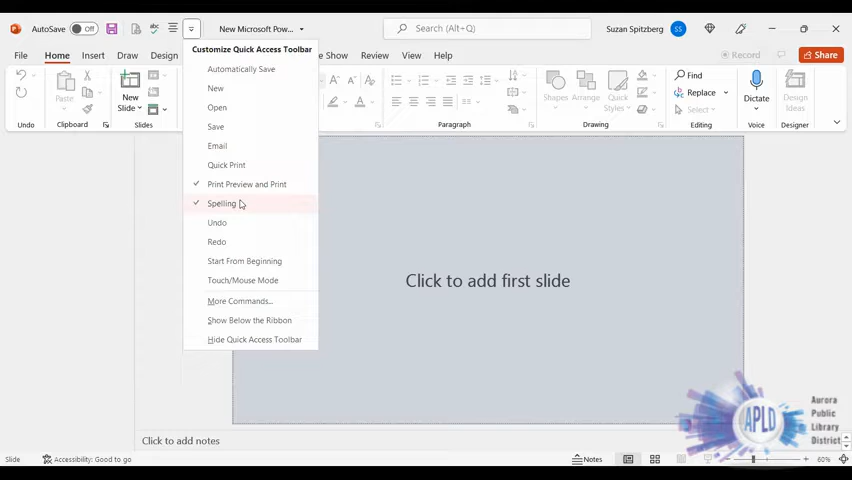 AutoSave Off New Microsoft Pow... Search (Alt+Q) Suzan Spitzberg SS
File Home Insert Draw Design Show Review View Help Record Share
Customize Quick Access Toolbar
Automatically Save
New
Open
Save
Email
Quick Print
Print Preview and Print
Spelling
Undo
Redo
Start From Beginning
Touch/Mouse Mode
More Commands...
Show Below the Ribbon
Hide Quick Access Toolbar
Paste
New
Slide
Shapes Arrange Quick
Styles
Find
Replace
Select
Dictate
Design
Ideas
Undo Clipboard Slides Paragraph Drawing Editing Voice Designer
Click to add first slide
Click to add notes
APLD
Aurora
Public
Library
District
Slide Accessibility: Good to go Notes 60%